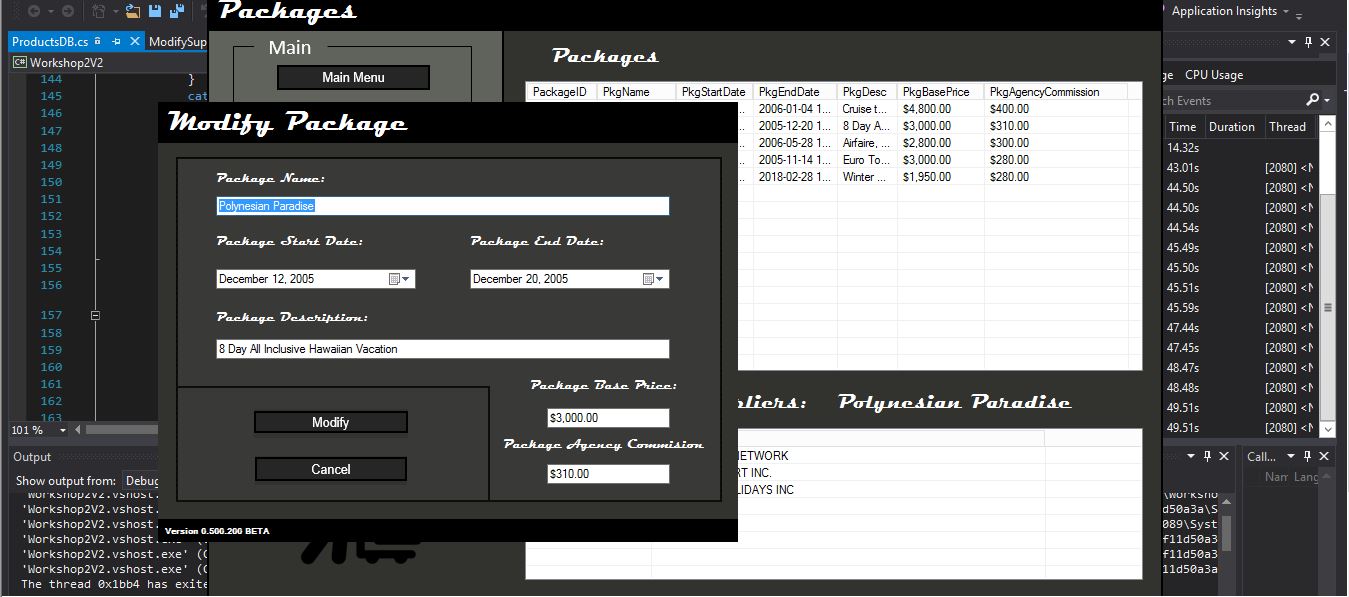 Packages
Application Insights
ProductsDB.cs
ModifySup
Main
Main Menu
Packages
Workshop2V2
CPU Usage
144
}
145
cat
146
147
148
149
150
151
152
153
154
155
156
157
158
159
160
161
162
163
101 %
PackageID PkgName PkgStartDate PkgEndDate PkgDesc PkgBasePrice PkgAgencyCommission
2006-01-04 1... Cruise t... $4,800.00 $400.00
2005-12-20 1... 8 Day A... $3,000.00 $310.00
2006-05-28 1... Airfaire, ... $2,800.00 $300.00
2005-11-14 1... Euro To... $3,000.00 $280.00
2018-02-28 1... Winter ... $1,950.00 $280.00
ch Events
Time Duration Thread
14.32s
43.01s [2080] <N
44.50s [2080] <N
44.50s [2080] <N
44.54s [2080] <N
45.49s [2080] <N
45.50s [2080] <N
45.51s [2080] <N
45.59s [2080] <N
47.44s [2080] <N
47.45s [2080] <N
48.47s [2080] <N
48.48s [2080] <N
49.51s [2080] <N
49.51s [2080] <N
Modify Package
Package Name:
Polynesian Paradise
Package Start Date: Package End Date:
December 12, 2005 December 20, 2005
Package Description:
8 Day All Inclusive Hawaiian Vacation
Package Base Price:
$3,000.00
Package Agency Commision
$310.00
Modify
Cancel
Version 0.500.200 BETA
pliers: Polynesian Paradise
NETWORK
RT INC.
LIDAYS INC
Output
Show output from: Debug
'Workshop2V2.vshost.
'Workshop2V2.vshost.
'Workshop2V2.vshost.
'Workshop2V2.vshost.exe' (C
'Workshop2V2.vshost.exe' (C
'Workshop2V2.vshost.exe' (C
The thread 0x1bb4 has exite
Call...
Nam Lang
\Worksho
d50a3a\S
089\Syst
f11d50a3
f11d50a3
11d50a3a